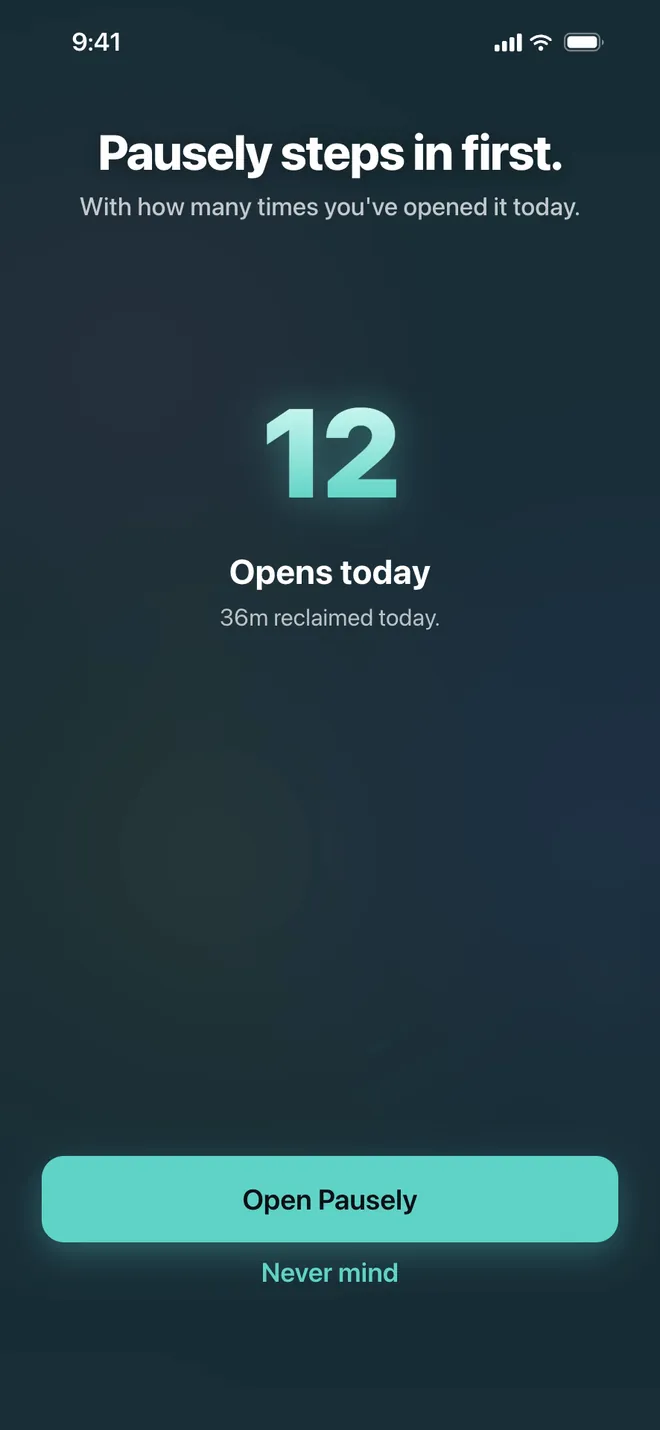 9:41
Pausely steps in first.
With how many times you've opened it today.
12
Opens today
36m reclaimed today.
Open Pausely
Never mind